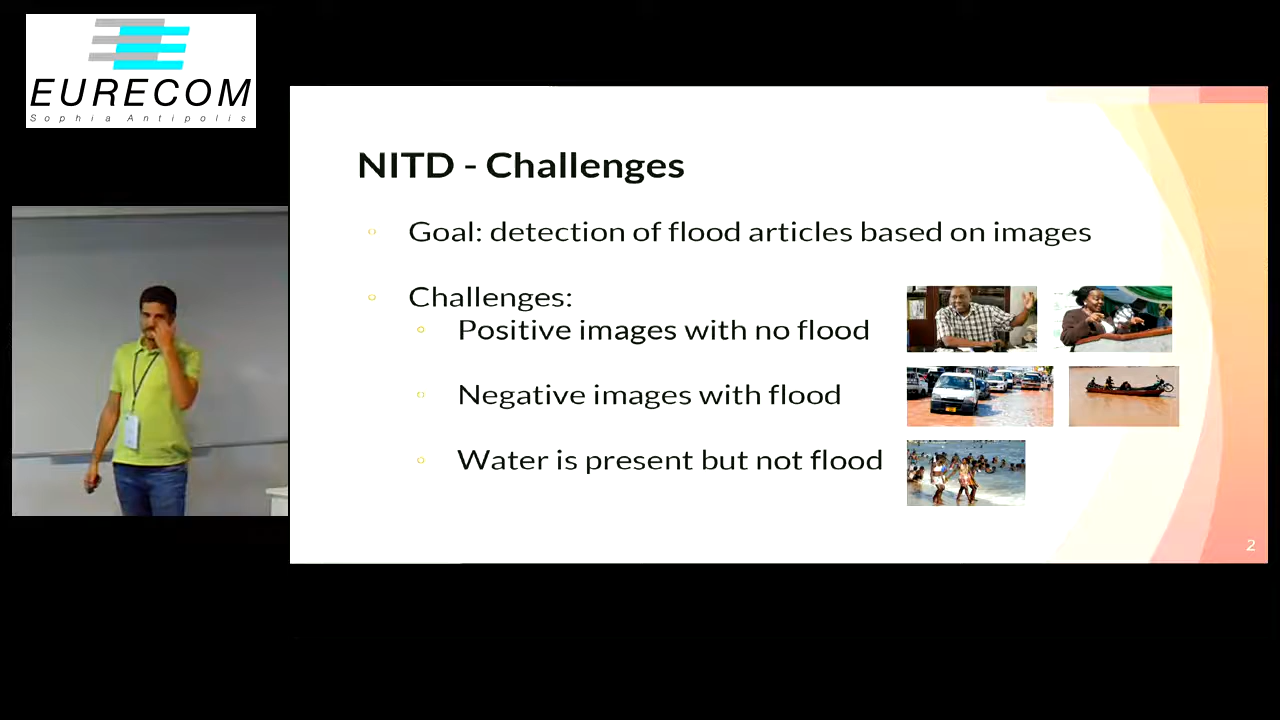 EURECOM
Sophia Antipolis
NITD - Challenges
Goal: detection of flood articles based on images
Challenges:
Positive images with no flood
Negative images with flood
Water is present but not flood
2